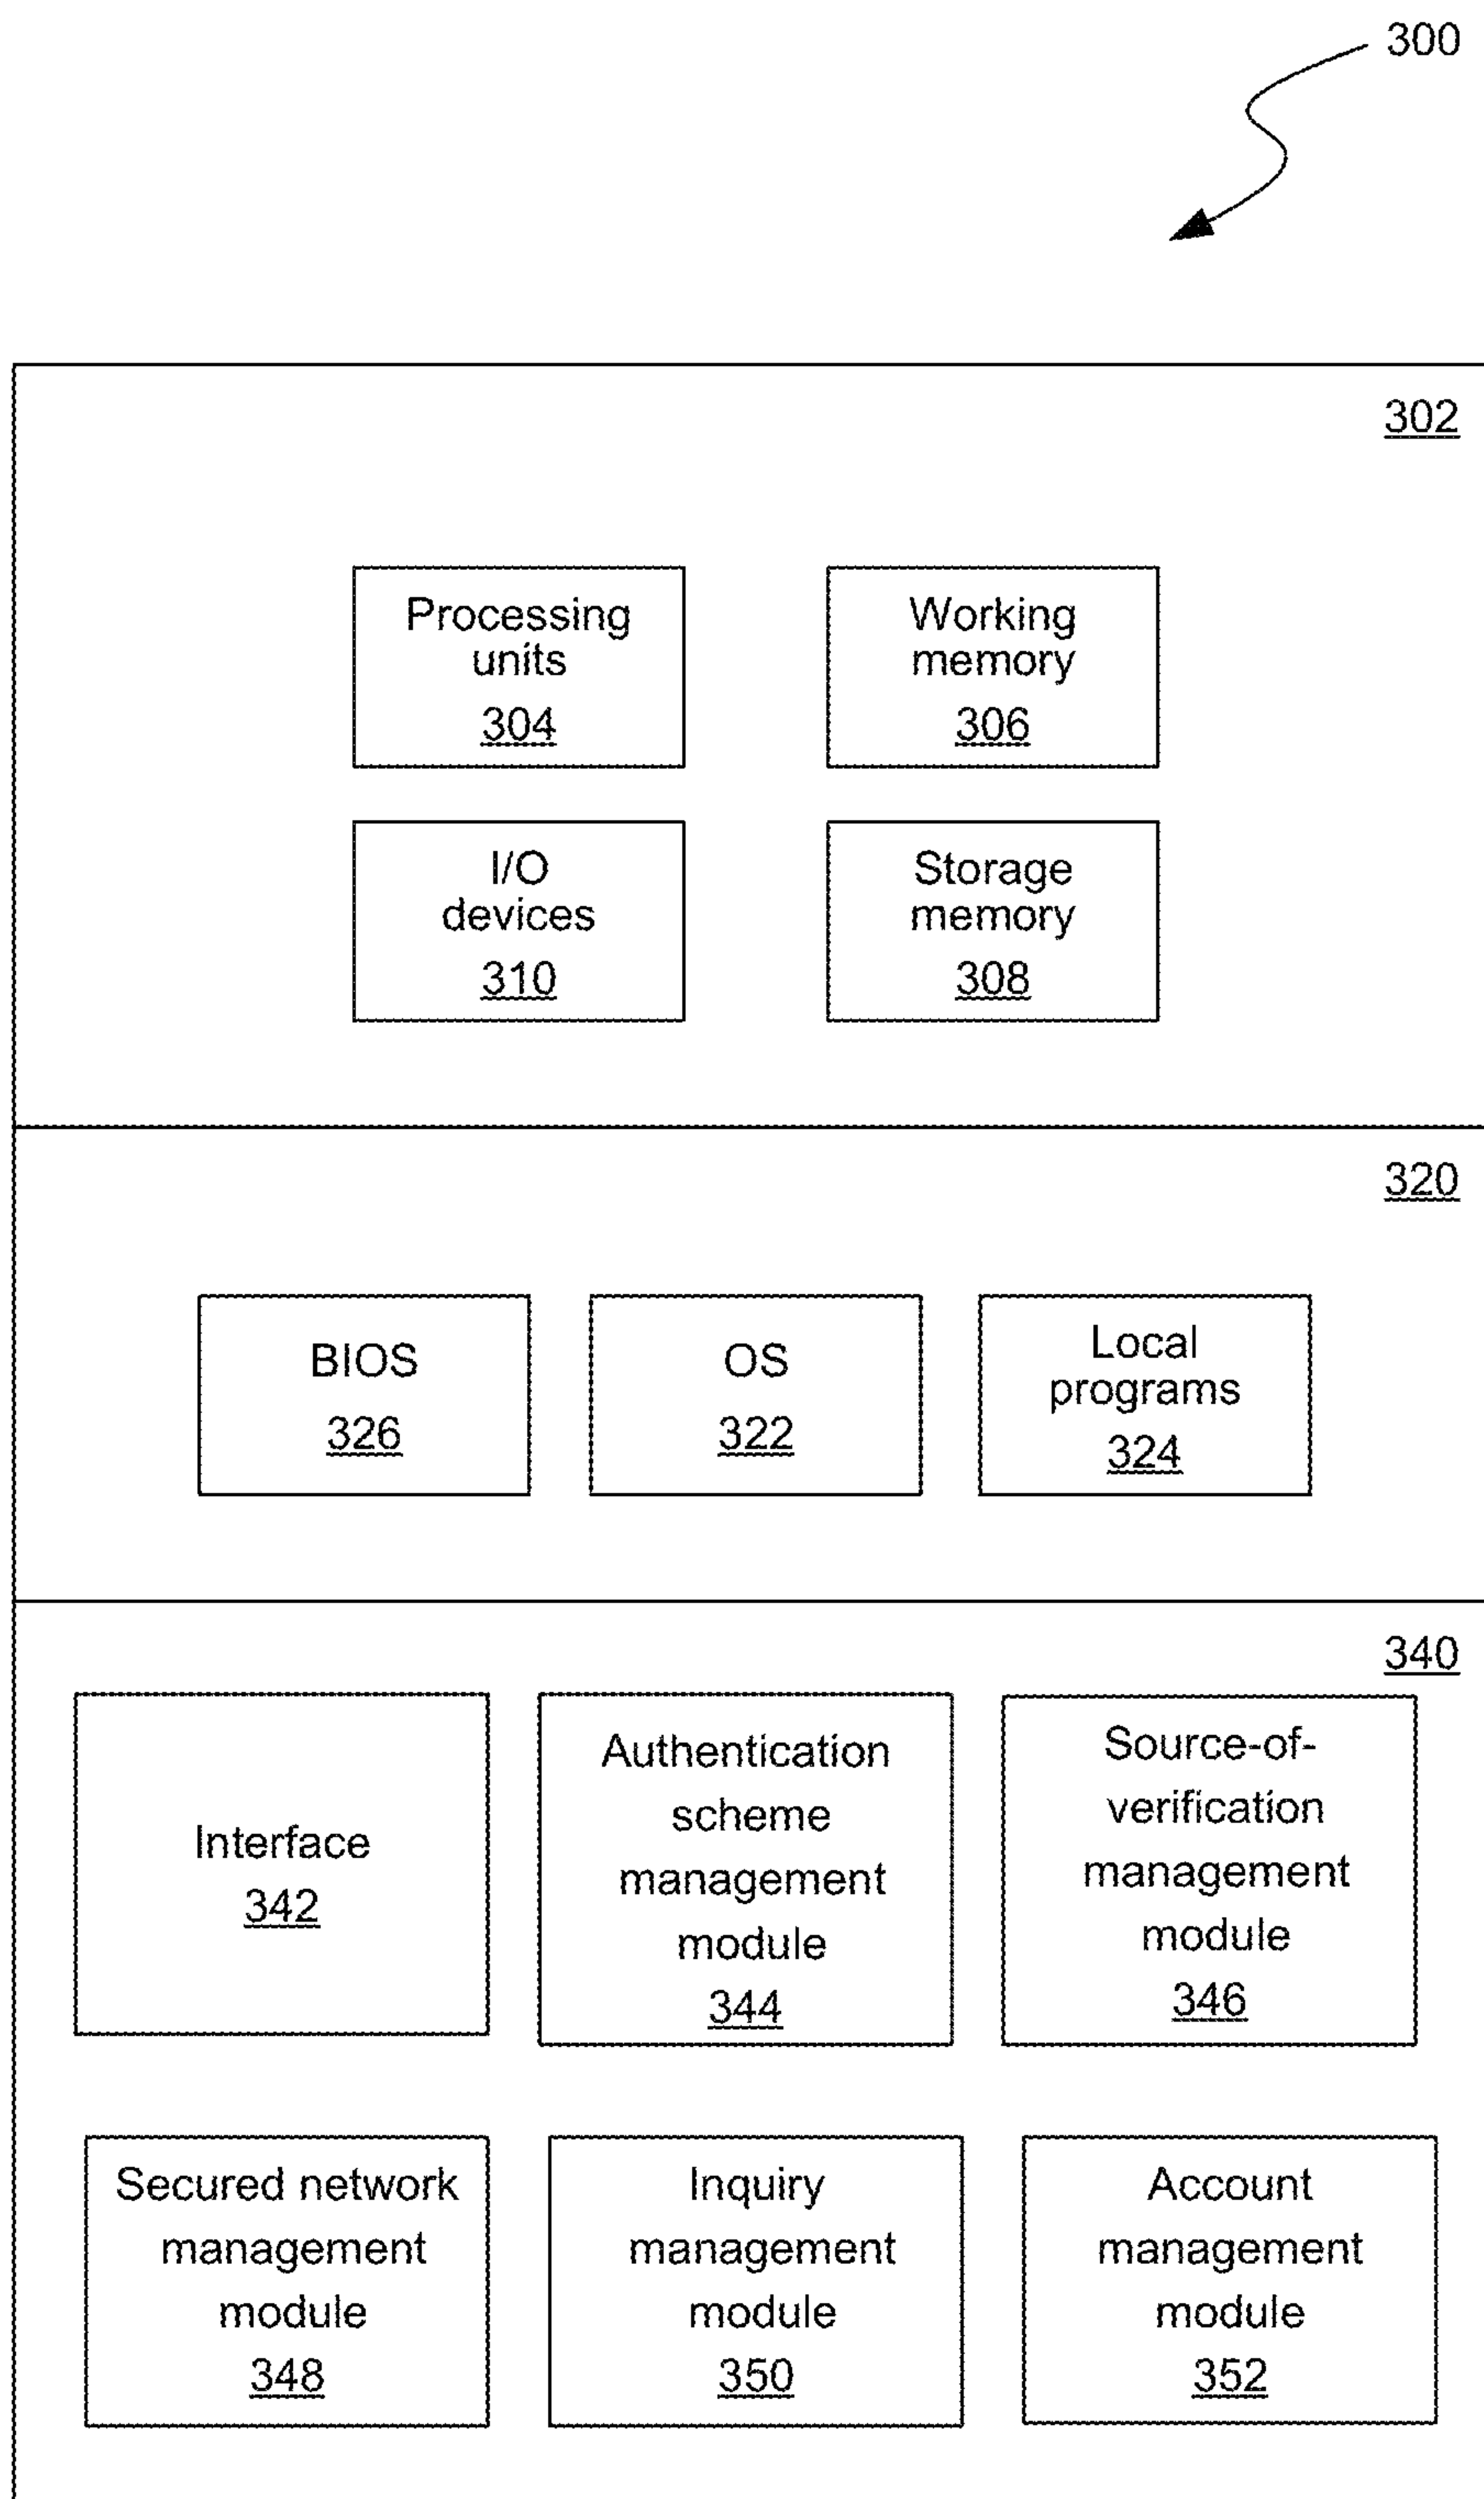 300
302
Processing
units
304
Working
memory
306
I/O
devices
310
Storage
memory
308
320
BIOS
326
OS
322
Local
programs
324
340
Interface
342
Authentication
scheme
management
module
344
Source-of-
verification
management
module
346
Secured network
management
module
348
Inquiry
management
module
350
Account
management
module
352